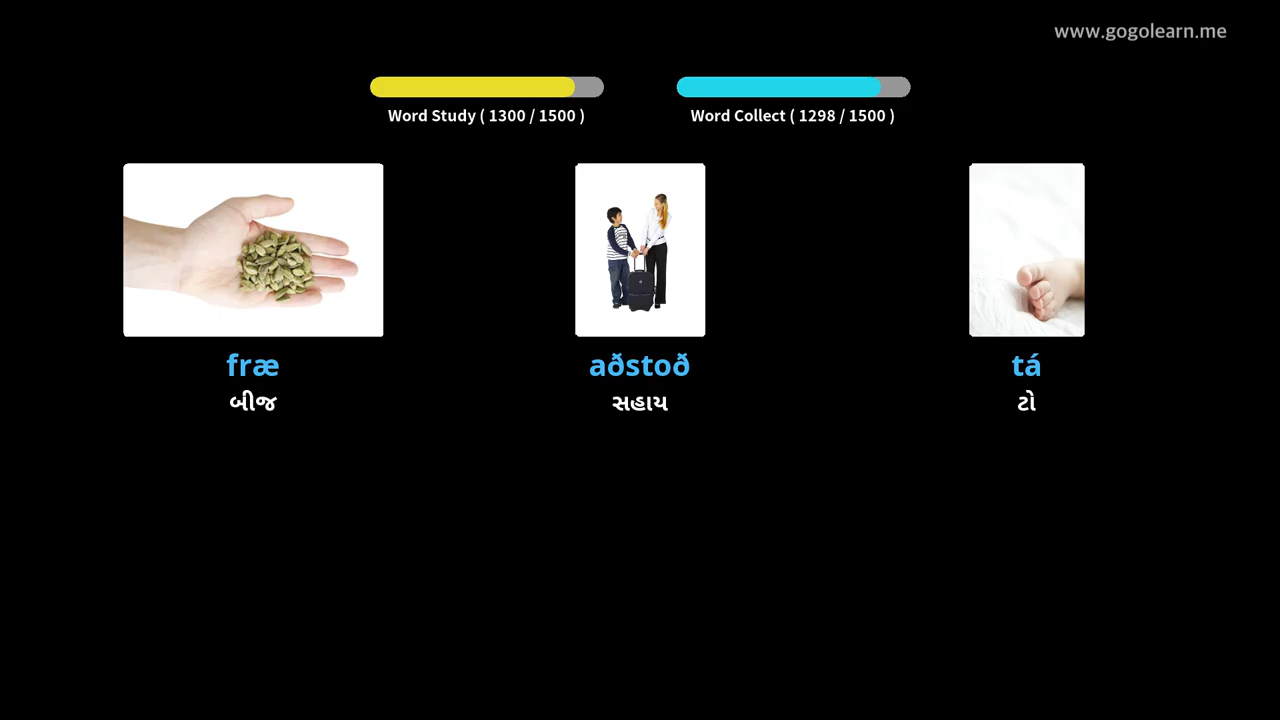 www.gogolearn.me
Word Study ( 1300 / 1500 )
Word Collect ( 1298 / 1500 )
fræ
બીજ
aðstoð
સહાય
tá
ટો